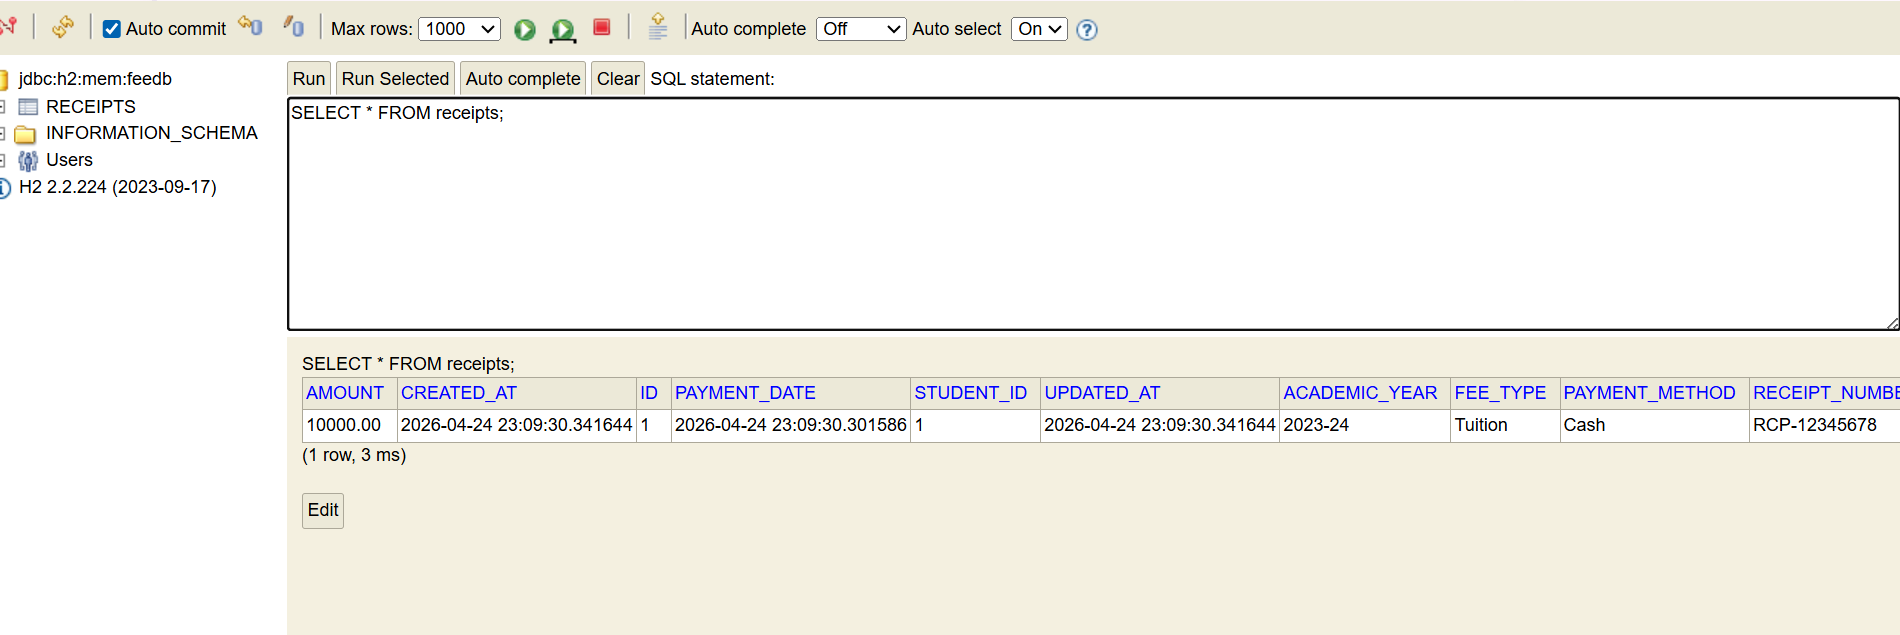 Auto commit Max rows: 1000 Auto complete Off Auto select On
jdbc:h2:mem:feedb
RECEIPTS
INFORMATION_SCHEMA
Users
H2 2.2.224 (2023-09-17)
Run Run Selected Auto complete Clear SQL statement:
SELECT * FROM receipts;
SELECT * FROM receipts;
AMOUNT CREATED_AT ID PAYMENT_DATE STUDENT_ID UPDATED_AT ACADEMIC_YEAR FEE_TYPE PAYMENT_METHOD RECEIPT_NUMBE
10000.00 2026-04-24 23:09:30.341644 1 2026-04-24 23:09:30.301586 1 2026-04-24 23:09:30.341644 2023-24 Tuition Cash RCP-12345678
(1 row, 3 ms)
Edit